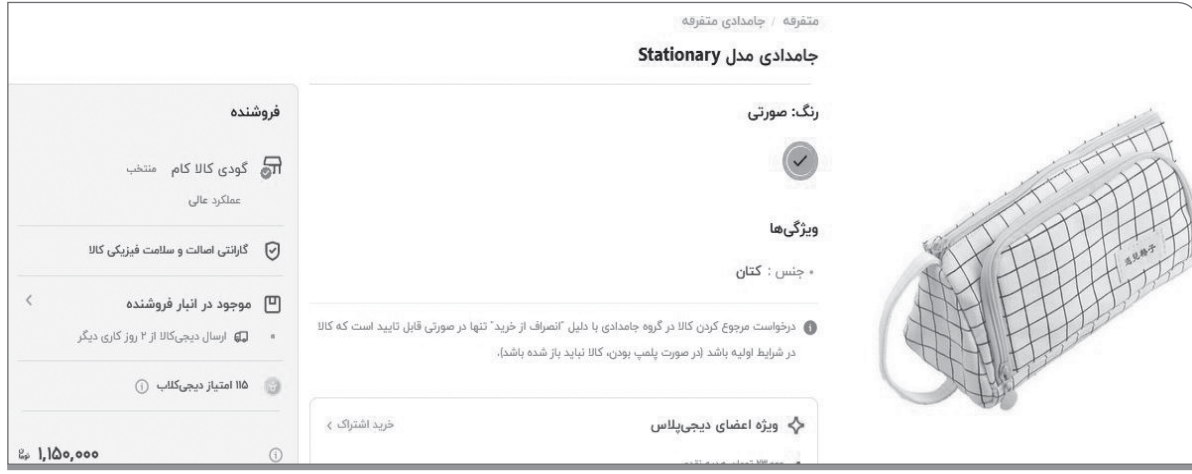 متفرقه / جامدادی متفرقه
جامدادی مدل Stationary
رنگ: صورتی
ویژگی‌ها
• جنس : کتان
درخواست مرجوع کردن کالا در گروه جامدادی با دلیل "انصراف از خرید" تنها در صورتی قابل تایید است که کالا
در شرایط اولیه باشد (در صورت پلمپ بودن، کالا نباید باز شده باشد).
ویژه اعضای دیجی‌پلاس
خرید اشتراک
فروشنده
گودی کالا کام منتخب
عملکرد عالی
گارانتی اصالت و سلامت فیزیکی کالا
موجود در انبار فروشنده
ارسال دیجی‌کالا از ۲ روز کاری دیگر
۱۱۵ امتیاز دیجی‌کلاب
۱,۱۵۰,۰۰۰ تومان